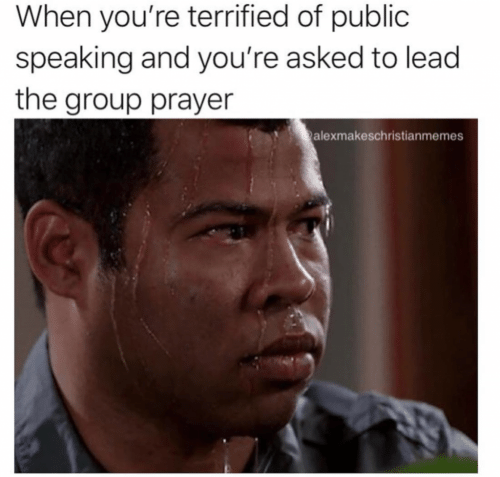 When you're terrified of public
speaking and you're asked to lead
the group prayer
@alexmakeschristianmemes